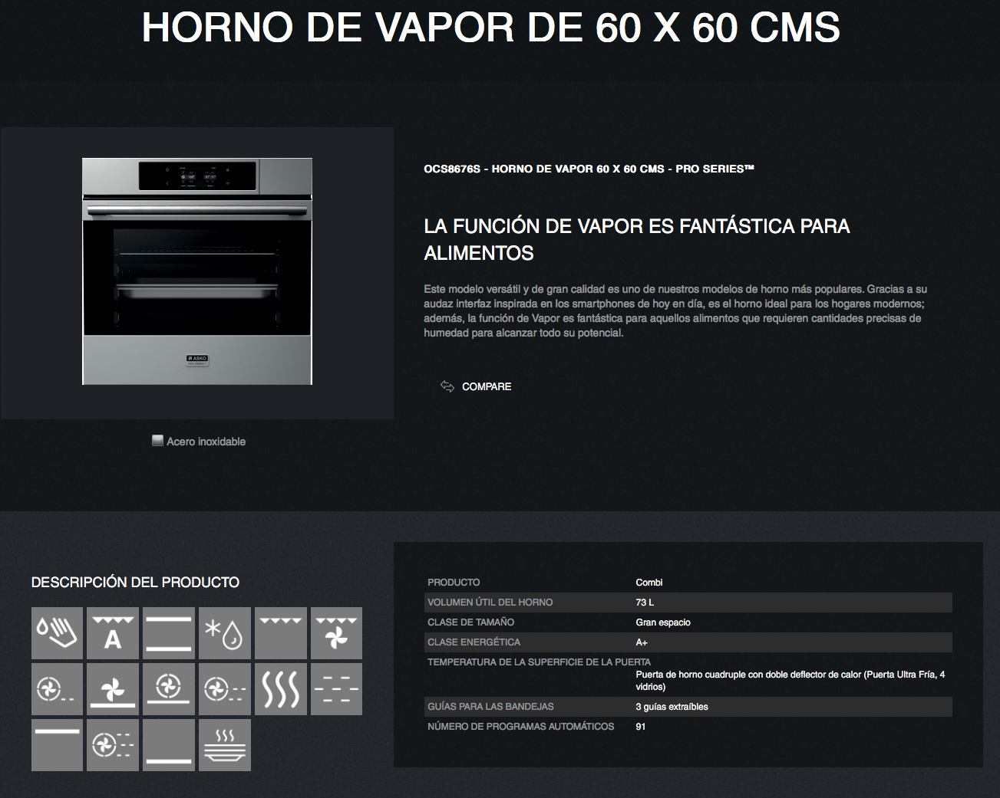 HORNO DE VAPOR DE 60 X 60 CMS
ASKO
OCS8676S - HORNO DE VAPOR 60 X 60 CMS - PRO SERIES™
LA FUNCIÓN DE VAPOR ES FANTÁSTICA PARA
ALIMENTOS
Este modelo versátil y de gran calidad es uno de nuestros modelos de horno más populares. Gracias a su
audaz interfaz inspirada en los smartphones de hoy en día, es el horno ideal para los hogares modernos;
además, la función de Vapor es fantástica para aquellos alimentos que requieren cantidades precisas de
humedad para alcanzar todo su potencial.
COMPARE
Acero inoxidable
DESCRIPCIÓN DEL PRODUCTO
A
PRODUCTO Combi
VOLUMEN ÚTIL DEL HORNO 73 L
CLASE DE TAMAÑO Gran espacio
CLASE ENERGÉTICA A+
TEMPERATURA DE LA SUPERFICIE DE LA PUERTA
Puerta de horno cuadruple con doble deflector de calor (Puerta Ultra Fría, 4
vidrios)
GUÍAS PARA LAS BANDEJAS 3 guías extraíbles
NÚMERO DE PROGRAMAS AUTOMÁTICOS 91